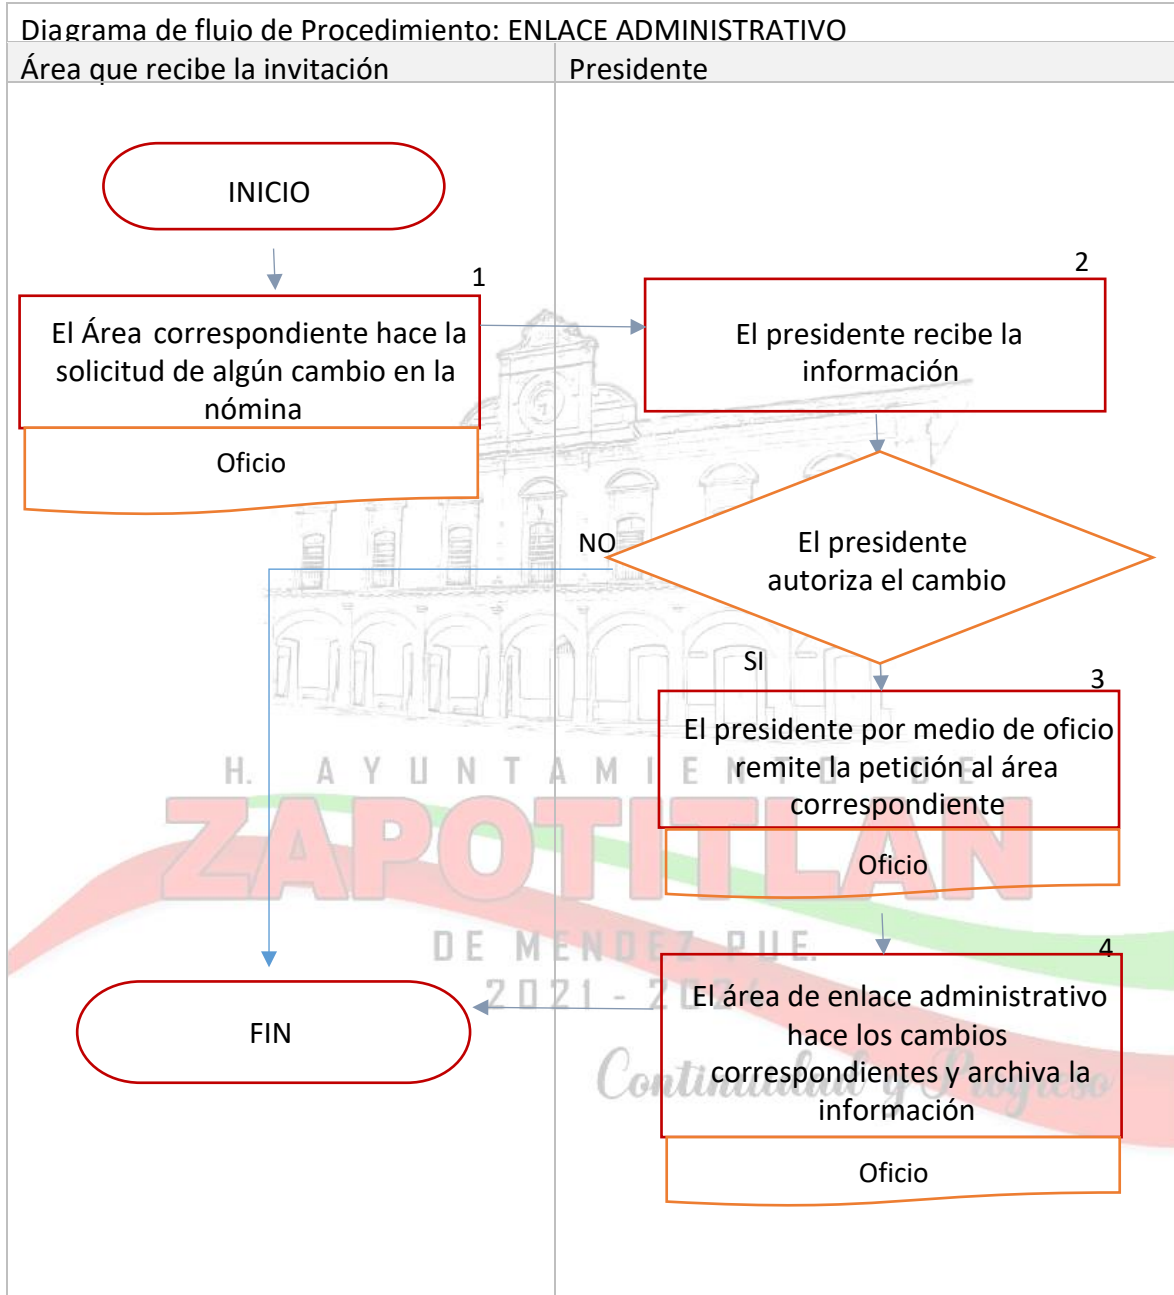 Diagrama de flujo de Procedimiento: ENLACE ADMINISTRATIVO
Área que recibe la invitación
Presidente
INICIO
1
El Área correspondiente hace la
solicitud de algún cambio en la
nómina
Oficio
2
El presidente recibe la
información
El presidente
autoriza el cambio
NO
SI
3
El presidente por medio de oficio
remite la petición al área
correspondiente
Oficio
4
El área de enlace administrativo
hace los cambios
correspondientes y archiva la
información
Oficio
FIN
H. AYUNTAMIENTO DE
ZAPOTITLAN
DE MENDEZ PUE.
2021 - 2024
Continuidad y Progreso